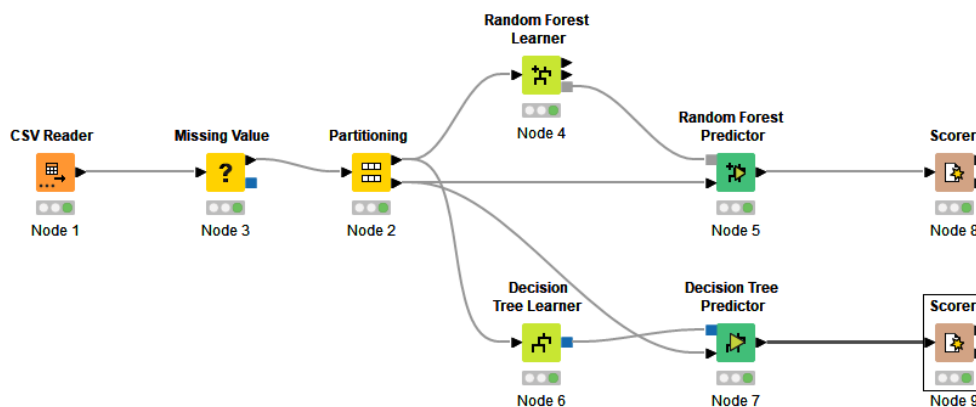 Random Forest
Learner
Node 4
CSV Reader
Node 1
Missing Value
?
Node 3
Partitioning
Node 2
Random Forest
Predictor
Node 5
Scorer
Node 8
Decision
Tree Learner
Node 6
Decision Tree
Predictor
Node 7
Scorer
Node 9